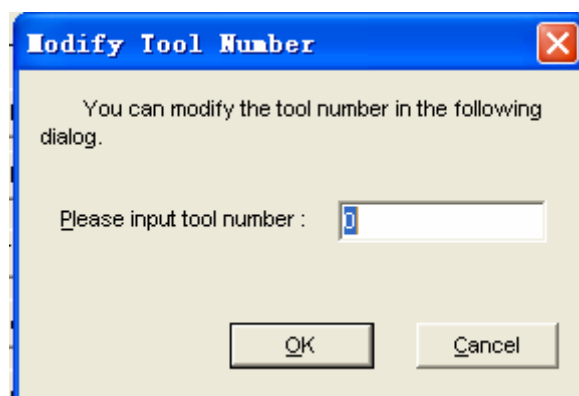 Modify Tool Number
You can modify the tool number in the following
dialog.
Please input tool number :
0
OK
Cancel